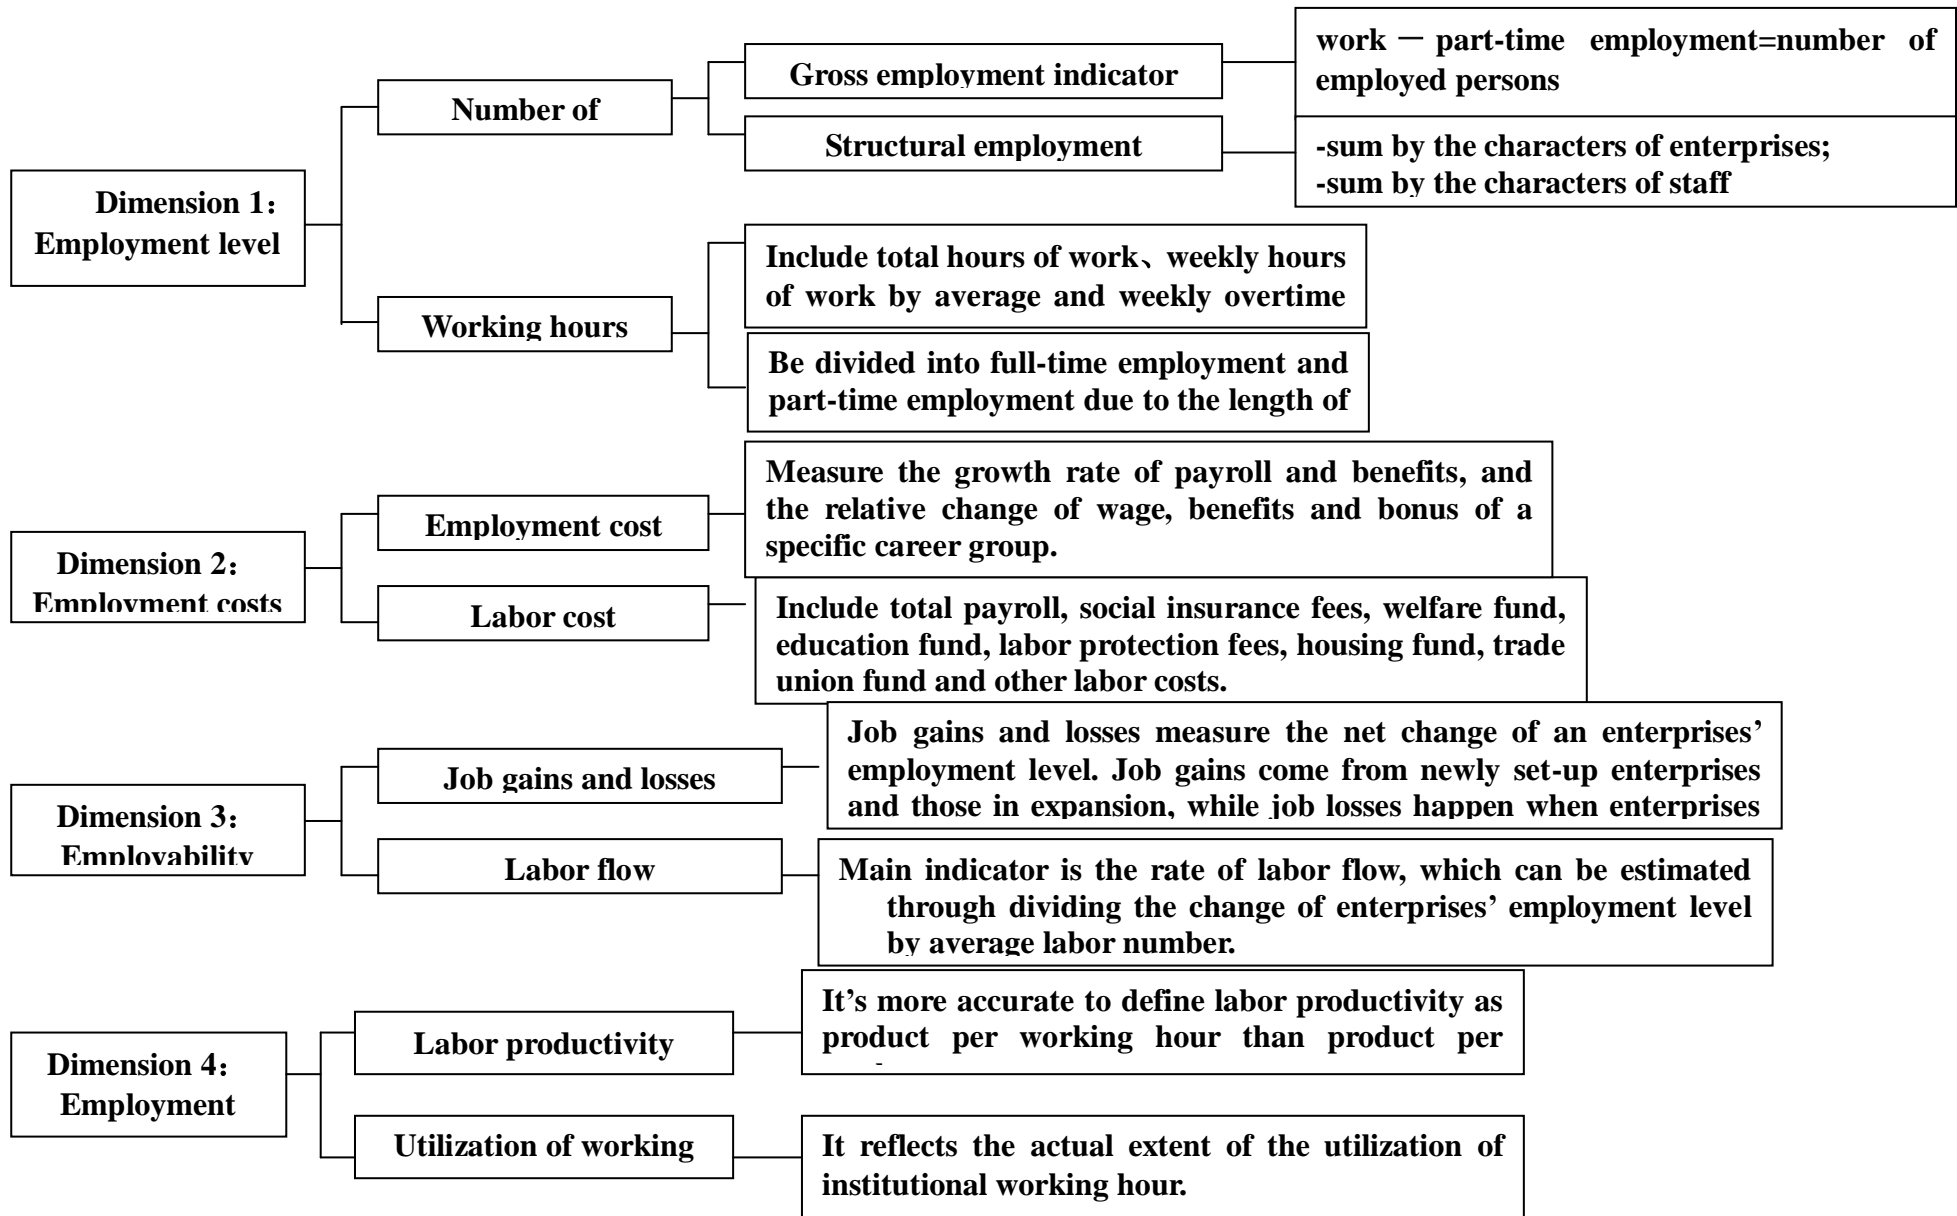 Dimension 1：
Employment level
Number of
Gross employment indicator
work － part-time employment=number of
employed persons
Structural employment
-sum by the characters of enterprises;
-sum by the characters of staff
Working hours
Include total hours of work、weekly hours
of work by average and weekly overtime
Be divided into full-time employment and
part-time employment due to the length of
Dimension 2：
Employment costs
Employment cost
Measure the growth rate of payroll and benefits, and
the relative change of wage, benefits and bonus of a
specific career group.
Labor cost
Include total payroll, social insurance fees, welfare fund,
education fund, labor protection fees, housing fund, trade
union fund and other labor costs.
Dimension 3：
Employability
Job gains and losses
Job gains and losses measure the net change of an enterprises’
employment level. Job gains come from newly set-up enterprises
and those in expansion, while job losses happen when enterprises
Labor flow
Main indicator is the rate of labor flow, which can be estimated
through dividing the change of enterprises’ employment level
by average labor number.
Dimension 4：
Employment
Labor productivity
It’s more accurate to define labor productivity as
product per working hour than product per
Utilization of working
It reflects the actual extent of the utilization of
institutional working hour.